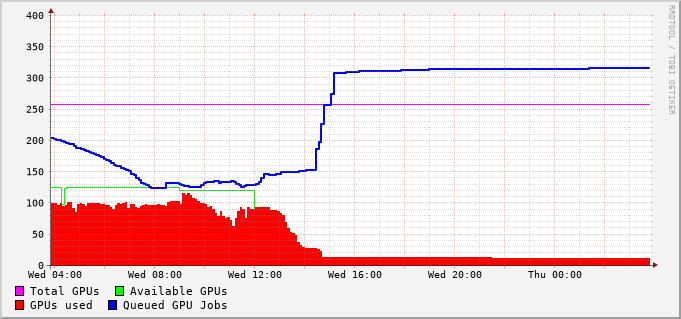 RRDTOOL / TOBI OETIKER
400
350
300
250
200
150
100
50
0
Wed 04:00 Wed 08:00 Wed 12:00 Wed 16:00 Wed 20:00 Thu 00:00
Total GPUs Available GPUs
GPUs used Queued GPU Jobs